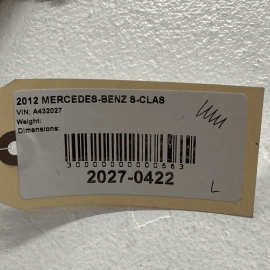 2012 MERCEDES-BENZ S-CLAS
VIN: A432027
Weight:
Dimensions:
3000000000000563
2027-0422
L